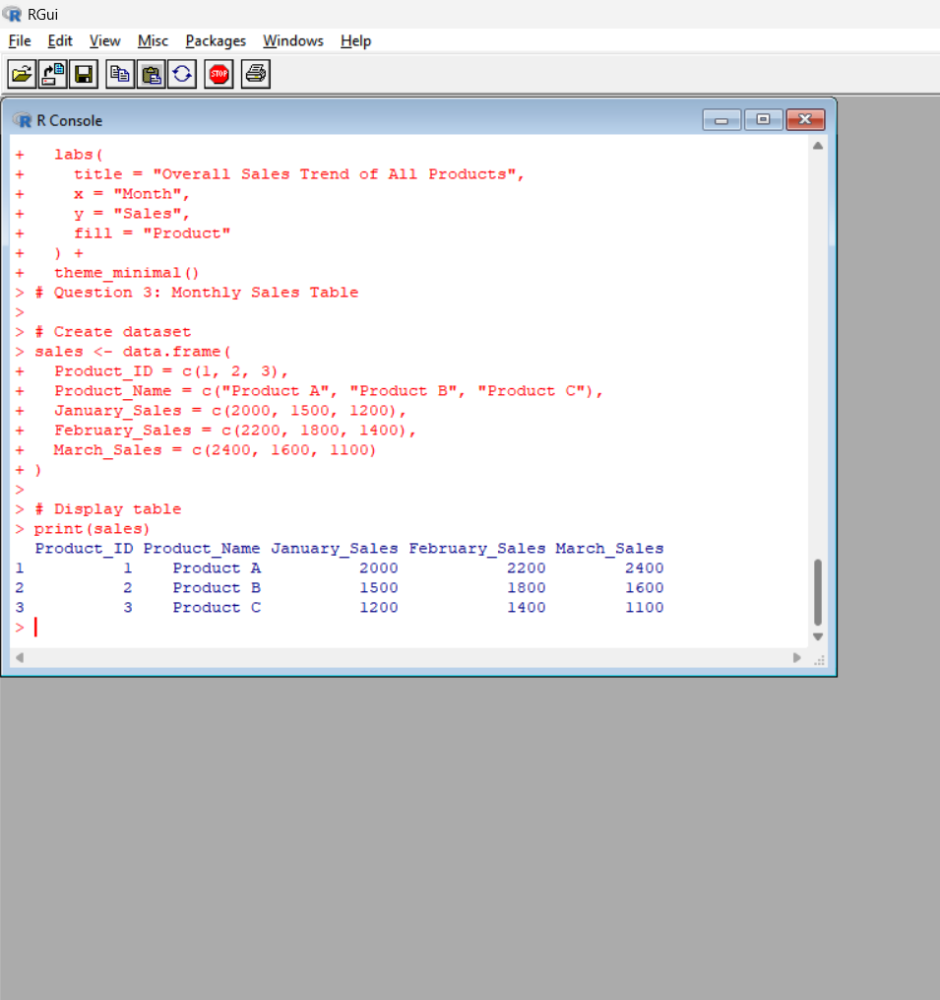 RGui
File Edit View Misc Packages Windows Help
STOP
R Console
+   labs(
+     title = "Overall Sales Trend of All Products",
+     x = "Month",
+     y = "Sales",
+     fill = "Product"
+   ) +
+   theme_minimal()
> # Question 3: Monthly Sales Table
>
> # Create dataset
> sales <- data.frame(
+   Product_ID = c(1, 2, 3),
+   Product_Name = c("Product A", "Product B", "Product C"),
+   January_Sales = c(2000, 1500, 1200),
+   February_Sales = c(2200, 1800, 1400),
+   March_Sales = c(2400, 1600, 1100)
+ )
>
> # Display table
> print(sales)
  Product_ID Product_Name January_Sales February_Sales March_Sales
1          1    Product A          2000           2200        2400
2          2    Product B          1500           1800        1600
3          3    Product C          1200           1400        1100
>